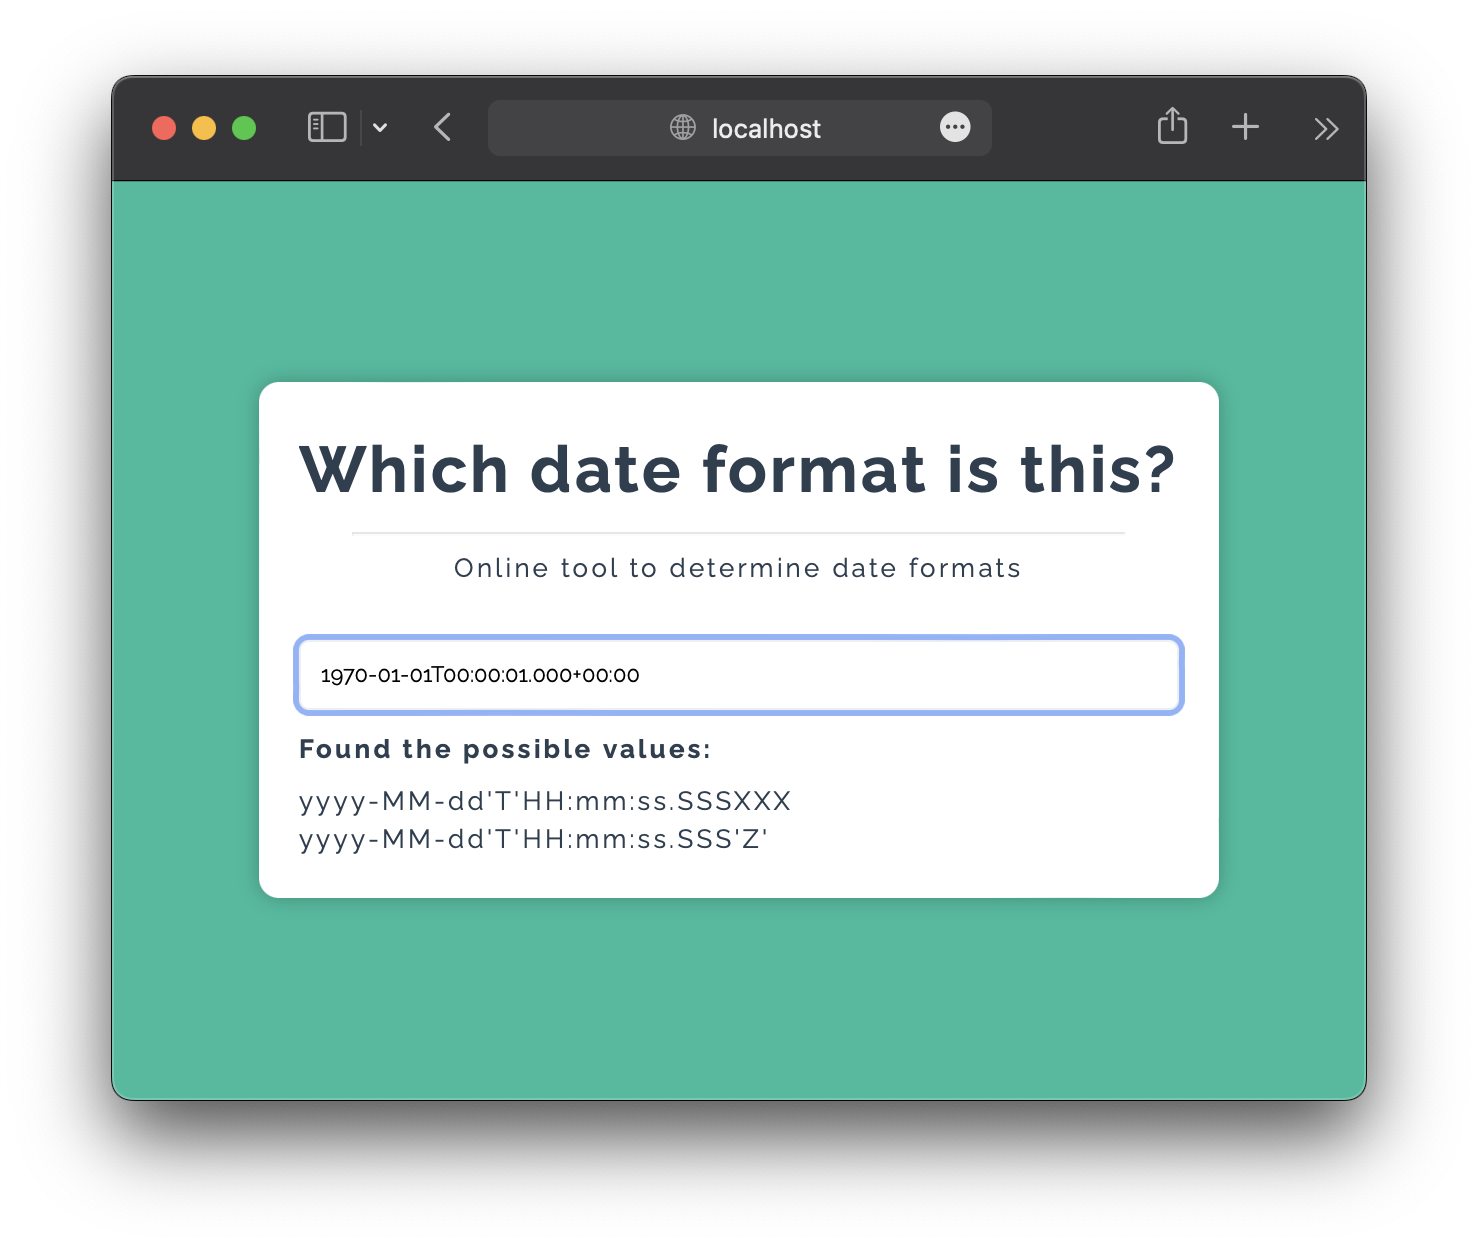 localhost
Which date format is this?
Online tool to determine date formats
1970-01-01T00:00:01.000+00:00
Found the possible values:
yyyy-MM-dd'T'HH:mm:ss.SSSXXX
yyyy-MM-dd'T'HH:mm:ss.SSS'Z'